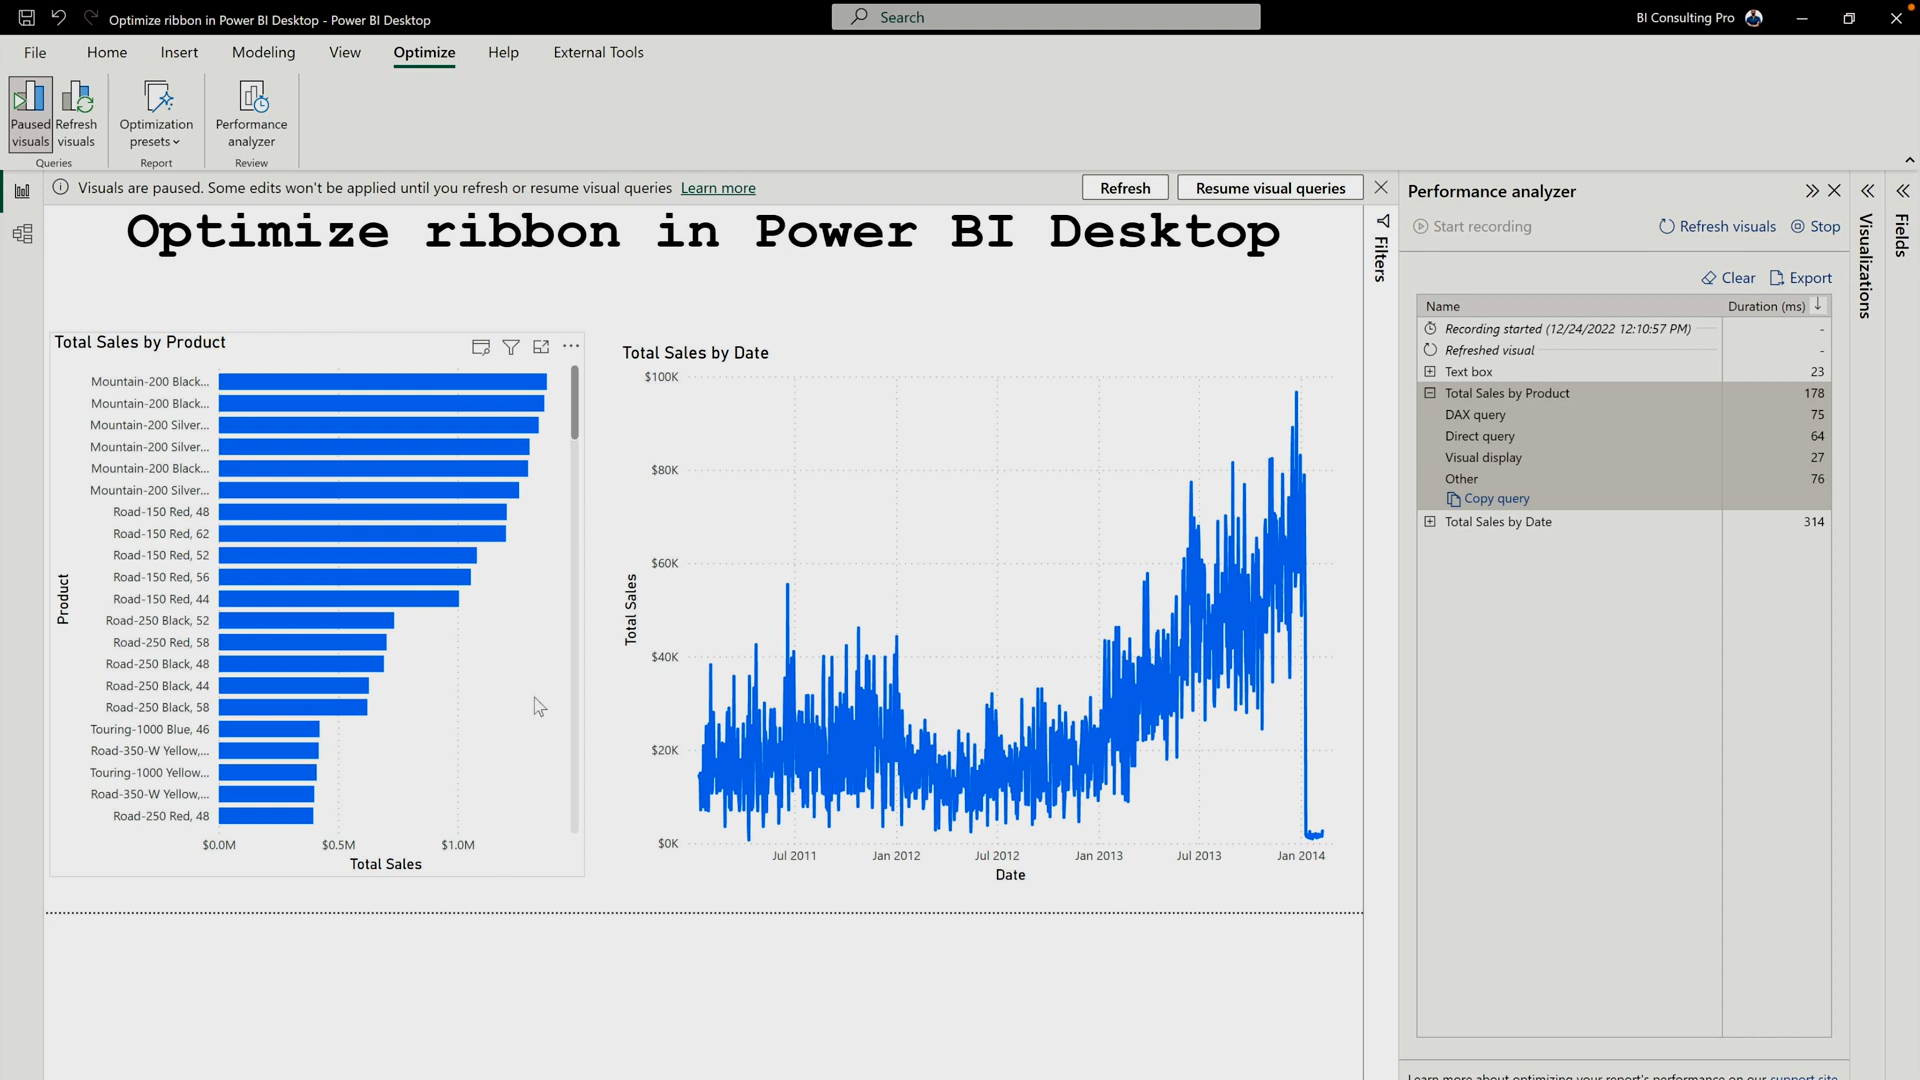 Optimize ribbon in Power BI Desktop - Power BI Desktop
Search
BI Consulting Pro
File Home Insert Modeling View Optimize Help External Tools
Paused visuals
Refresh visuals
Optimization presets
Performance analyzer
Queries
Report
Review
Visuals are paused. Some edits won't be applied until you refresh or resume visual queries Learn more
Refresh
Resume visual queries
Optimize ribbon in Power BI Desktop
Total Sales by Product
Mountain-200 Black...
Mountain-200 Black...
Mountain-200 Silver...
Mountain-200 Silver...
Mountain-200 Black...
Mountain-200 Silver...
Road-150 Red, 48
Road-150 Red, 62
Road-150 Red, 52
Road-150 Red, 56
Road-150 Red, 44
Road-250 Black, 52
Road-250 Red, 58
Road-250 Black, 48
Road-250 Black, 44
Road-250 Black, 58
Touring-1000 Blue, 46
Road-350-W Yellow,...
Touring-1000 Yellow...
Road-350-W Yellow,...
Road-250 Red, 48
Product
$0.0M $0.5M $1.0M
Total Sales
Total Sales by Date
$100K
$80K
$60K
$40K
$20K
$0K
Total Sales
Jul 2011 Jan 2012 Jul 2012 Jan 2013 Jul 2013 Jan 2014
Date
Filters
Performance analyzer
Start recording Refresh visuals Stop
Clear Export
Name Duration (ms)
Recording started (12/24/2022 12:10:57 PM) -
Refreshed visual -
Text box 23
Total Sales by Product 178
DAX query 75
Direct query 64
Visual display 27
Other 76
Copy query
Total Sales by Date 314
Learn more about optimizing your report's performance on our support site
Visualizations
Fields